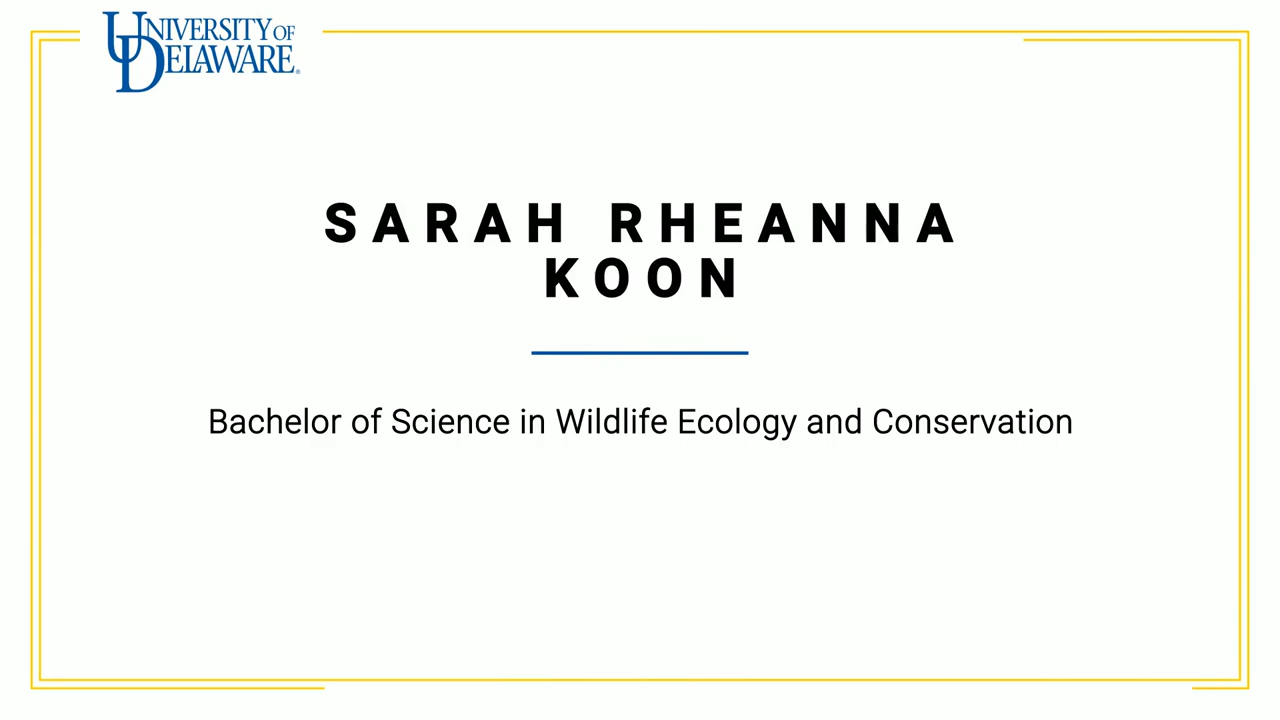 UNIVERSITY OF
DELAWARE®
SARAH RHEANNA
KOON
Bachelor of Science in Wildlife Ecology and Conservation